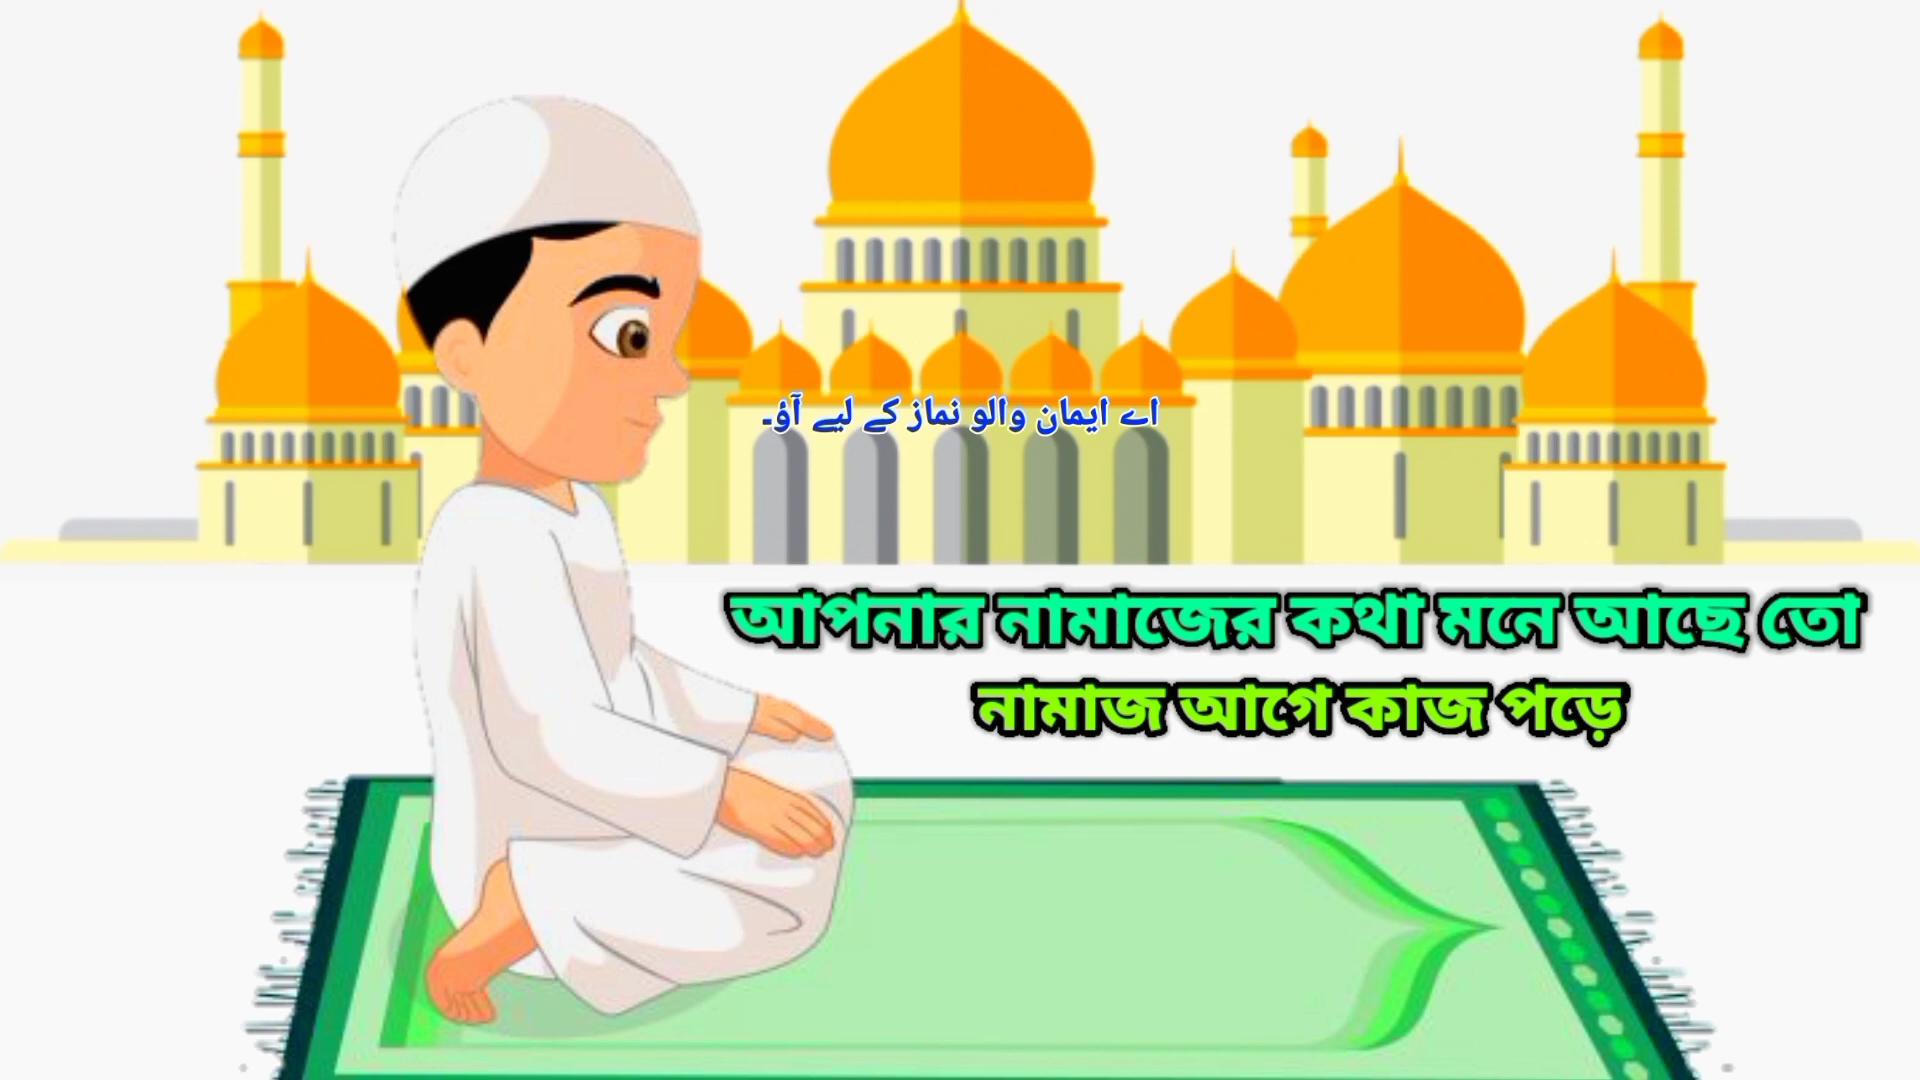 اے ایمان والو نماز کے لیے آؤ۔
আপনার নামাজের কথা মনে আছে তো
নামাজ আগে কাজ পড়ে